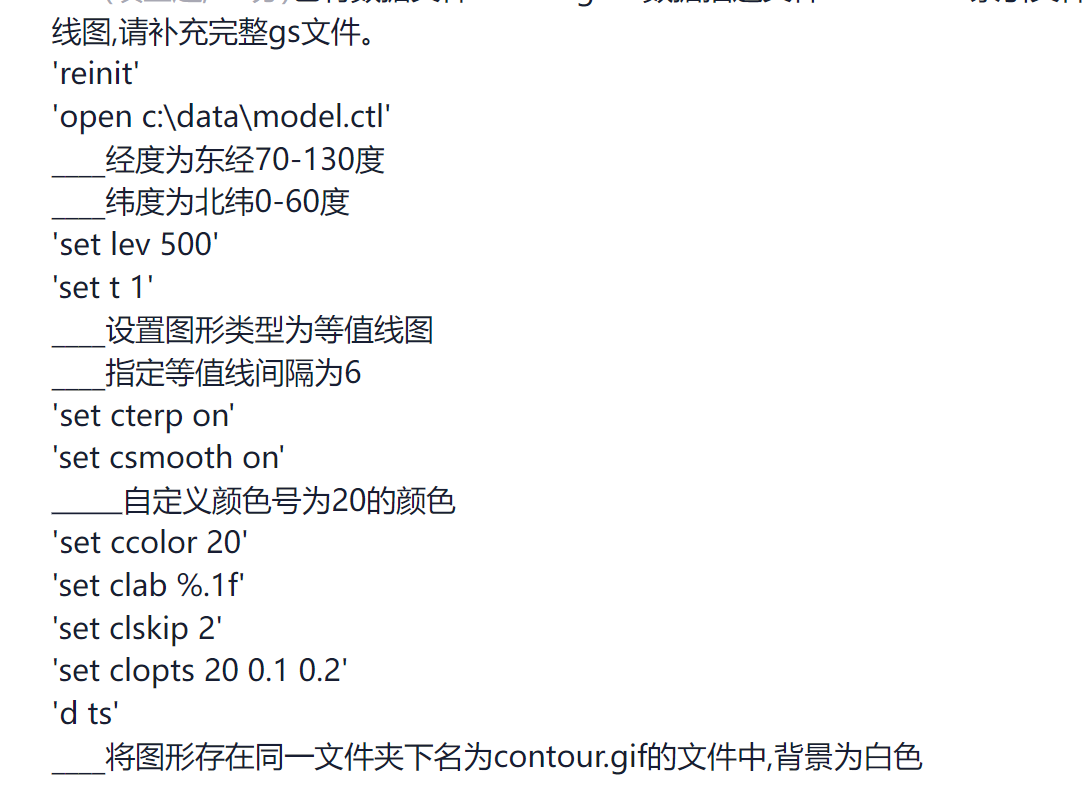 线图,请补充完整gs文件。
'reinit'
'open c:\data\model.ctl'
____经度为东经70-130度
____纬度为北纬0-60度
'set lev 500'
'set t 1'
____设置图形类型为等值线图
____指定等值线间隔为6
'set cterp on'
'set csmooth on'
_____自定义颜色号为20的颜色
'set ccolor 20'
'set clab %.1f'
'set clskip 2'
'set clopts 20 0.1 0.2'
'd ts'
____将图形存在同一文件夹下名为contour.gif的文件中,背景为白色